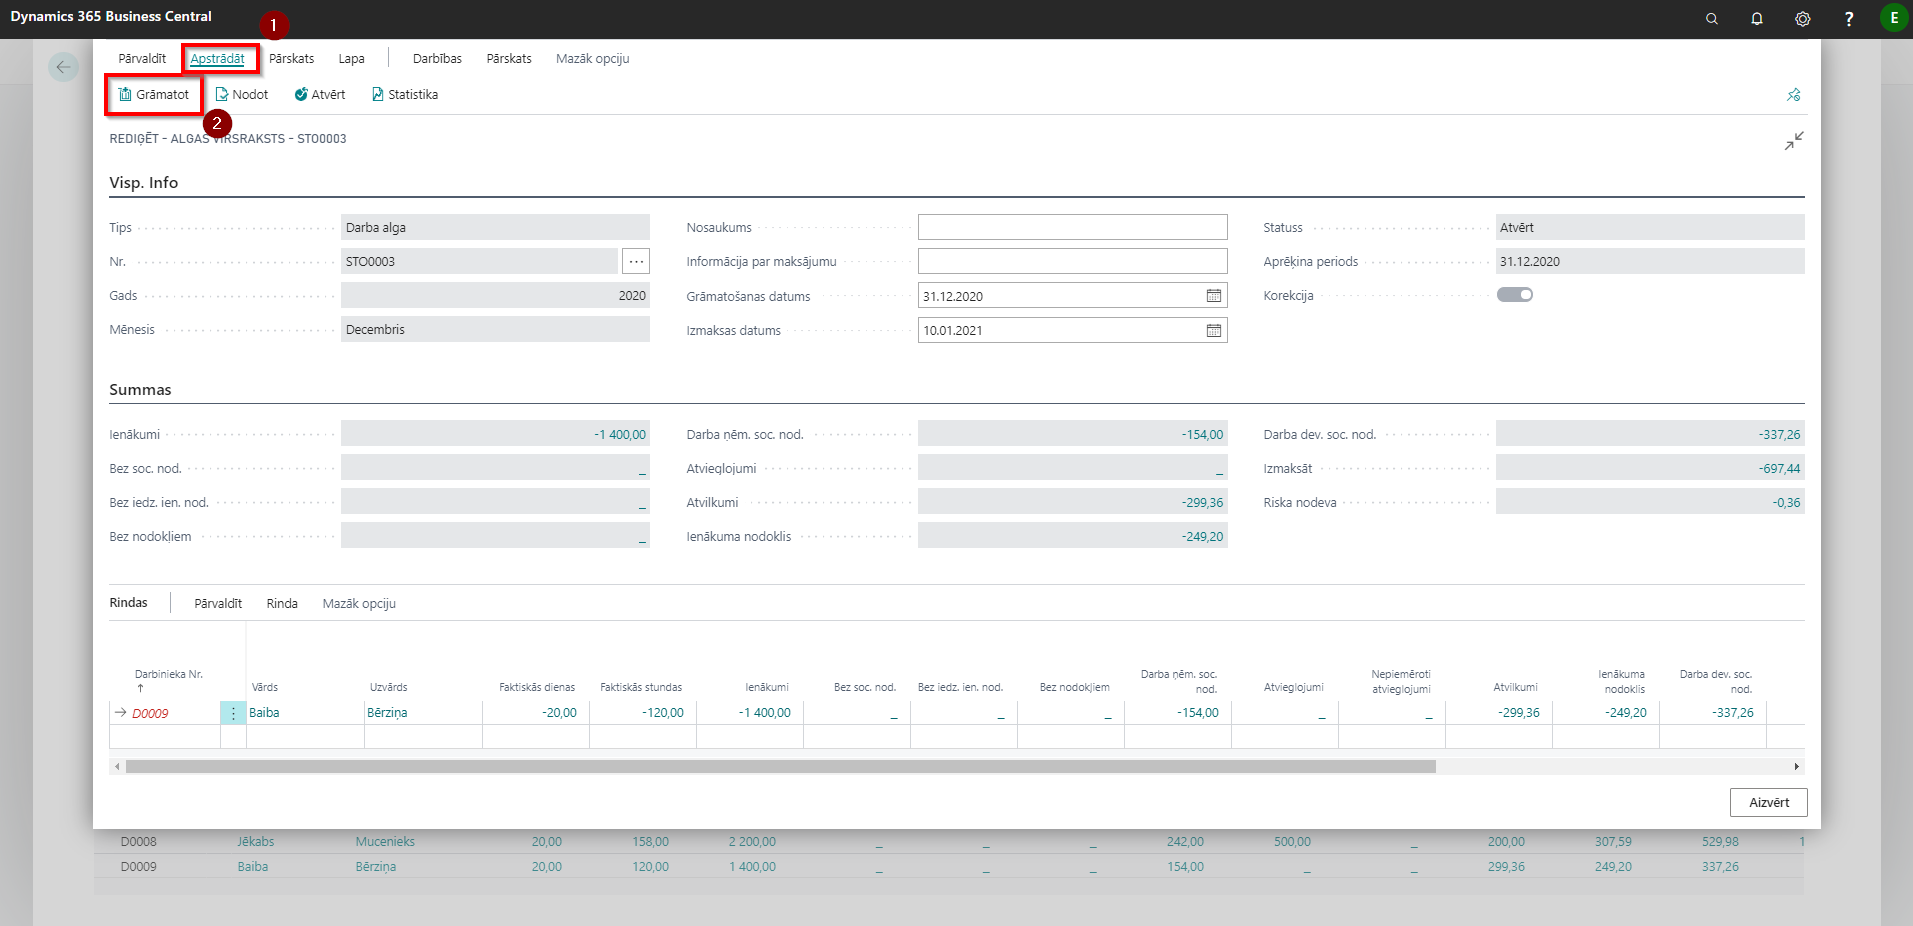 Dynamics 365 Business Central
?
E
1
Pārvaldīt Apstrādāt Pārskats Lapa Darbības Pārskats Mazāk opciju
Grāmatot Nodot Atvērt Statistika
2
REDIĢĒT - ALGAS VIRSRAKSTS - STO0003
Visp. Info
Tips Darba alga Nosaukums Statuss Atvērt
Nr. STO0003 Informācija par maksājumu Aprēķina periods 31.12.2020
Gads 2020 Grāmatošanas datums 31.12.2020 Korekcija
Mēnesis Decembris Izmaksas datums 10.01.2021
Summas
Ienākumi -1 400,00 Darba ņēm. soc. nod. -154,00 Darba dev. soc. nod. -337,26
Bez soc. nod. _ Atvieglojumi _ Izmaksāt -697,44
Bez iedz. ien. nod. _ Atvilkumi -299,36 Riska nodeva -0,36
Bez nodokļiem _ Ienākuma nodoklis -249,20
Rindas Pārvaldīt Rinda Mazāk opciju
Darbinieka Nr. ↑ Vārds Uzvārds Faktiskās dienas Faktiskās stundas Ienākumi Bez soc. nod. Bez iedz. ien. nod. Bez nodokļiem Darba ņēm. soc. nod. Atvieglojumi Nepiemēroti atvieglojumi Atvilkumi Ienākuma nodoklis Darba dev. soc. nod.
→ D0009 Baiba Bērziņa -20,00 -120,00 -1 400,00 _ _ _ -154,00 _ _ -299,36 -249,20 -337,26
Aizvērt
D0008 Jēkabs Mucenieks 20,00 158,00 2 200,00 _ _ _ 242,00 500,00 _ 200,00 307,59 529,98 1
D0009 Baiba Bērziņa 20,00 120,00 1 400,00 _ _ _ 154,00 _ _ 299,36 249,20 337,26